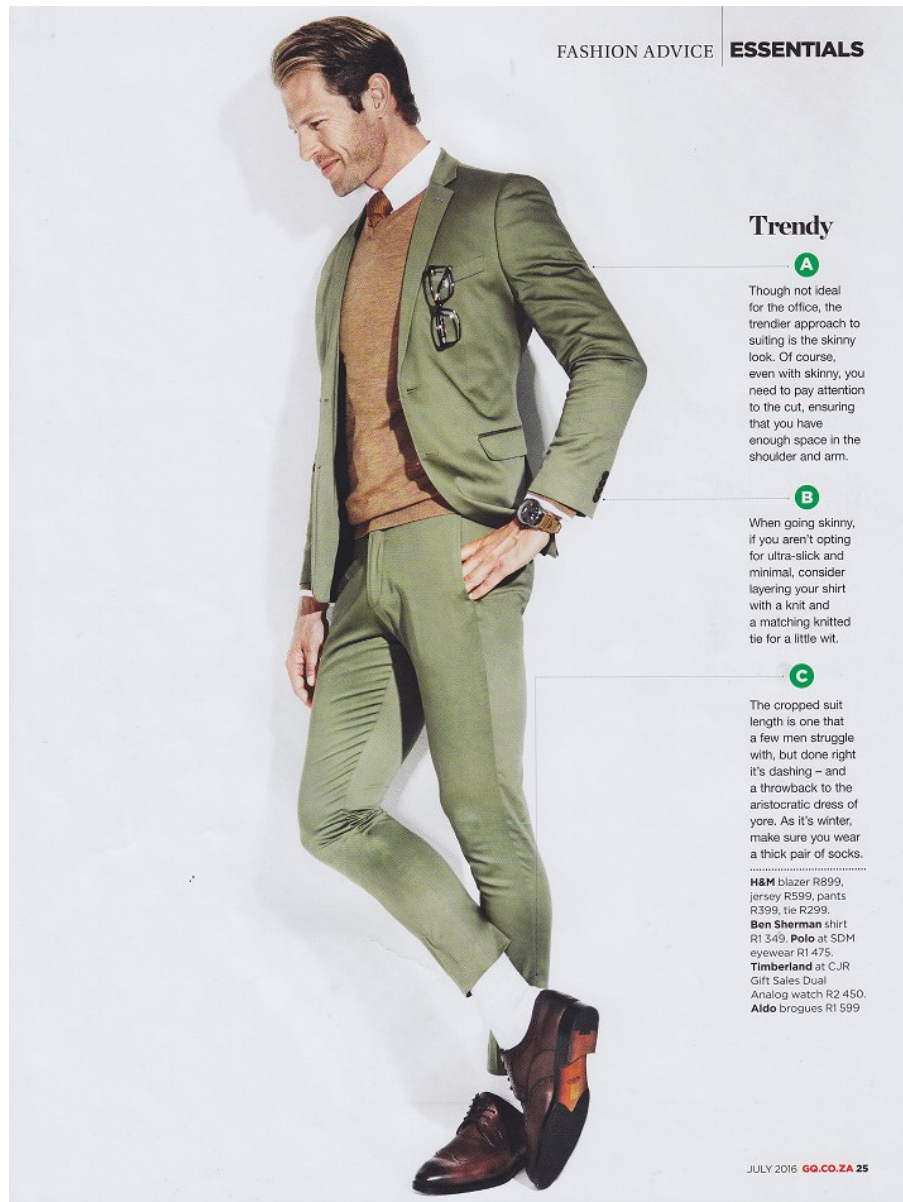 FASHION ADVICE ESSENTIALS
Trendy
A
Though not ideal
for the office, the
trendier approach to
suiting is the skinny
look. Of course,
even with skinny, you
need to pay attention
to the cut, ensuring
that you have
enough space in the
shoulder and arm.
B
When going skinny,
if you aren't opting
for ultra-slick and
minimal, consider
layering your shirt
with a knit and
a matching knitted
tie for a little wit.
C
The cropped suit
length is one that
a few men struggle
with, but done right
it's dashing – and
a throwback to the
aristocratic dress of
yore. As it's winter,
make sure you wear
a thick pair of socks.
H&M blazer R899,
jersey R599, pants
R399, tie R299.
Ben Sherman shirt
R1 349. Polo at SDM
eyewear R1 475.
Timberland at CJR
Gift Sales Dual
Analog watch R2 450.
Aldo brogues R1 599
JULY 2016 GQ.CO.ZA 25